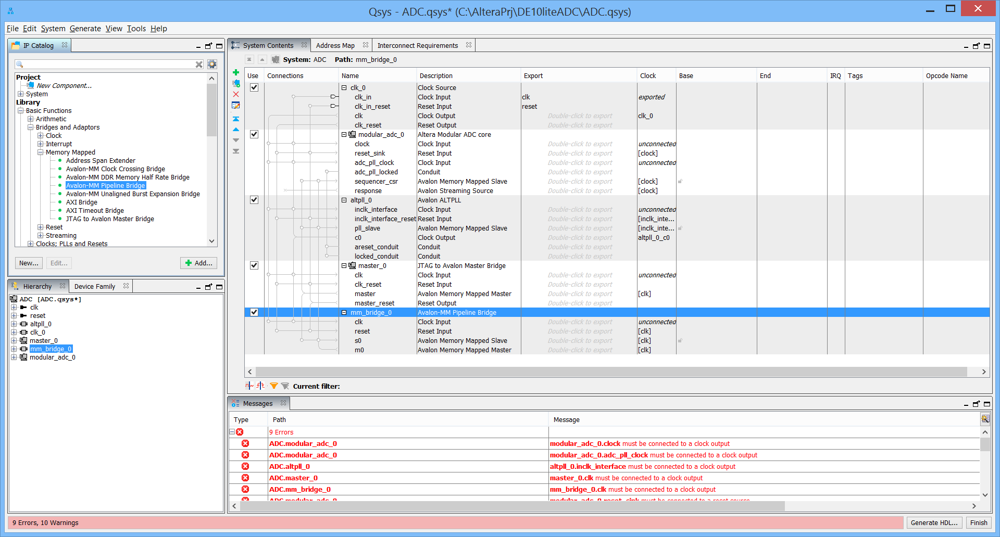 Qsys - ADC.qsys* (C:\AlteraPrj\DE10liteADC\ADC.qsys)
File Edit System Generate View Tools Help
IP Catalog
Project
New Component...
System
Library
Basic Functions
Arithmetic
Bridges and Adaptors
Clock
Interrupt
Memory Mapped
Address Span Extender
Avalon-MM Clock Crossing Bridge
Avalon-MM DDR Memory Half Rate Bridge
Avalon-MM Pipeline Bridge
Avalon-MM Unaligned Burst Expansion Bridge
AXI Bridge
AXI Timeout Bridge
JTAG to Avalon Master Bridge
Reset
Streaming
Clocks; PLLs and Resets
New... Edit... Add...
Hierarchy Device Family
ADC [ADC.qsys*]
clk
reset
altpll_0
clk_0
master_0
mm_bridge_0
modular_adc_0
System Contents Address Map Interconnect Requirements
System: ADC Path: mm_bridge_0
Use Connections Name Description Export Clock Base End IRQ Tags Opcode Name
clk_0 Clock Source
clk_in Clock Input clk exported
clk_in_reset Reset Input reset
clk Clock Output Double-click to export clk_0
clk_reset Reset Output Double-click to export
modular_adc_0 Altera Modular ADC core
clock Clock Input Double-click to export unconnected
reset_sink Reset Input Double-click to export [clock]
adc_pll_clock Clock Input Double-click to export unconnected
adc_pll_locked Conduit Double-click to export
sequencer_csr Avalon Memory Mapped Slave Double-click to export [clock]
response Avalon Streaming Source Double-click to export [clock]
altpll_0 Avalon ALTPLL
inclk_interface Clock Input Double-click to export unconnected
inclk_interface_reset Reset Input Double-click to export [inclk_inte...
pll_slave Avalon Memory Mapped Slave Double-click to export [inclk_inte...
c0 Clock Output Double-click to export altpll_0_c0
areset_conduit Conduit Double-click to export
locked_conduit Conduit Double-click to export
master_0 JTAG to Avalon Master Bridge
clk Clock Input Double-click to export unconnected
clk_reset Reset Input Double-click to export
master Avalon Memory Mapped Master Double-click to export [clk]
master_reset Reset Output Double-click to export
mm_bridge_0 Avalon-MM Pipeline Bridge
clk Clock Input Double-click to export unconnected
reset Reset Input Double-click to export [clk]
s0 Avalon Memory Mapped Slave Double-click to export [clk]
m0 Avalon Memory Mapped Master Double-click to export [clk]
Current filter:
Messages
Type Path Message
9 Errors
ADC.modular_adc_0 modular_adc_0.clock must be connected to a clock output
ADC.modular_adc_0 modular_adc_0.adc_pll_clock must be connected to a clock output
ADC.altpll_0 altpll_0.inclk_interface must be connected to a clock output
ADC.master_0 master_0.clk must be connected to a clock output
ADC.mm_bridge_0 mm_bridge_0.clk must be connected to a clock output
ADC.modular_adc_0 modular_adc_0.reset_sink must be connected to a reset source
9 Errors, 10 Warnings
Generate HDL... Finish